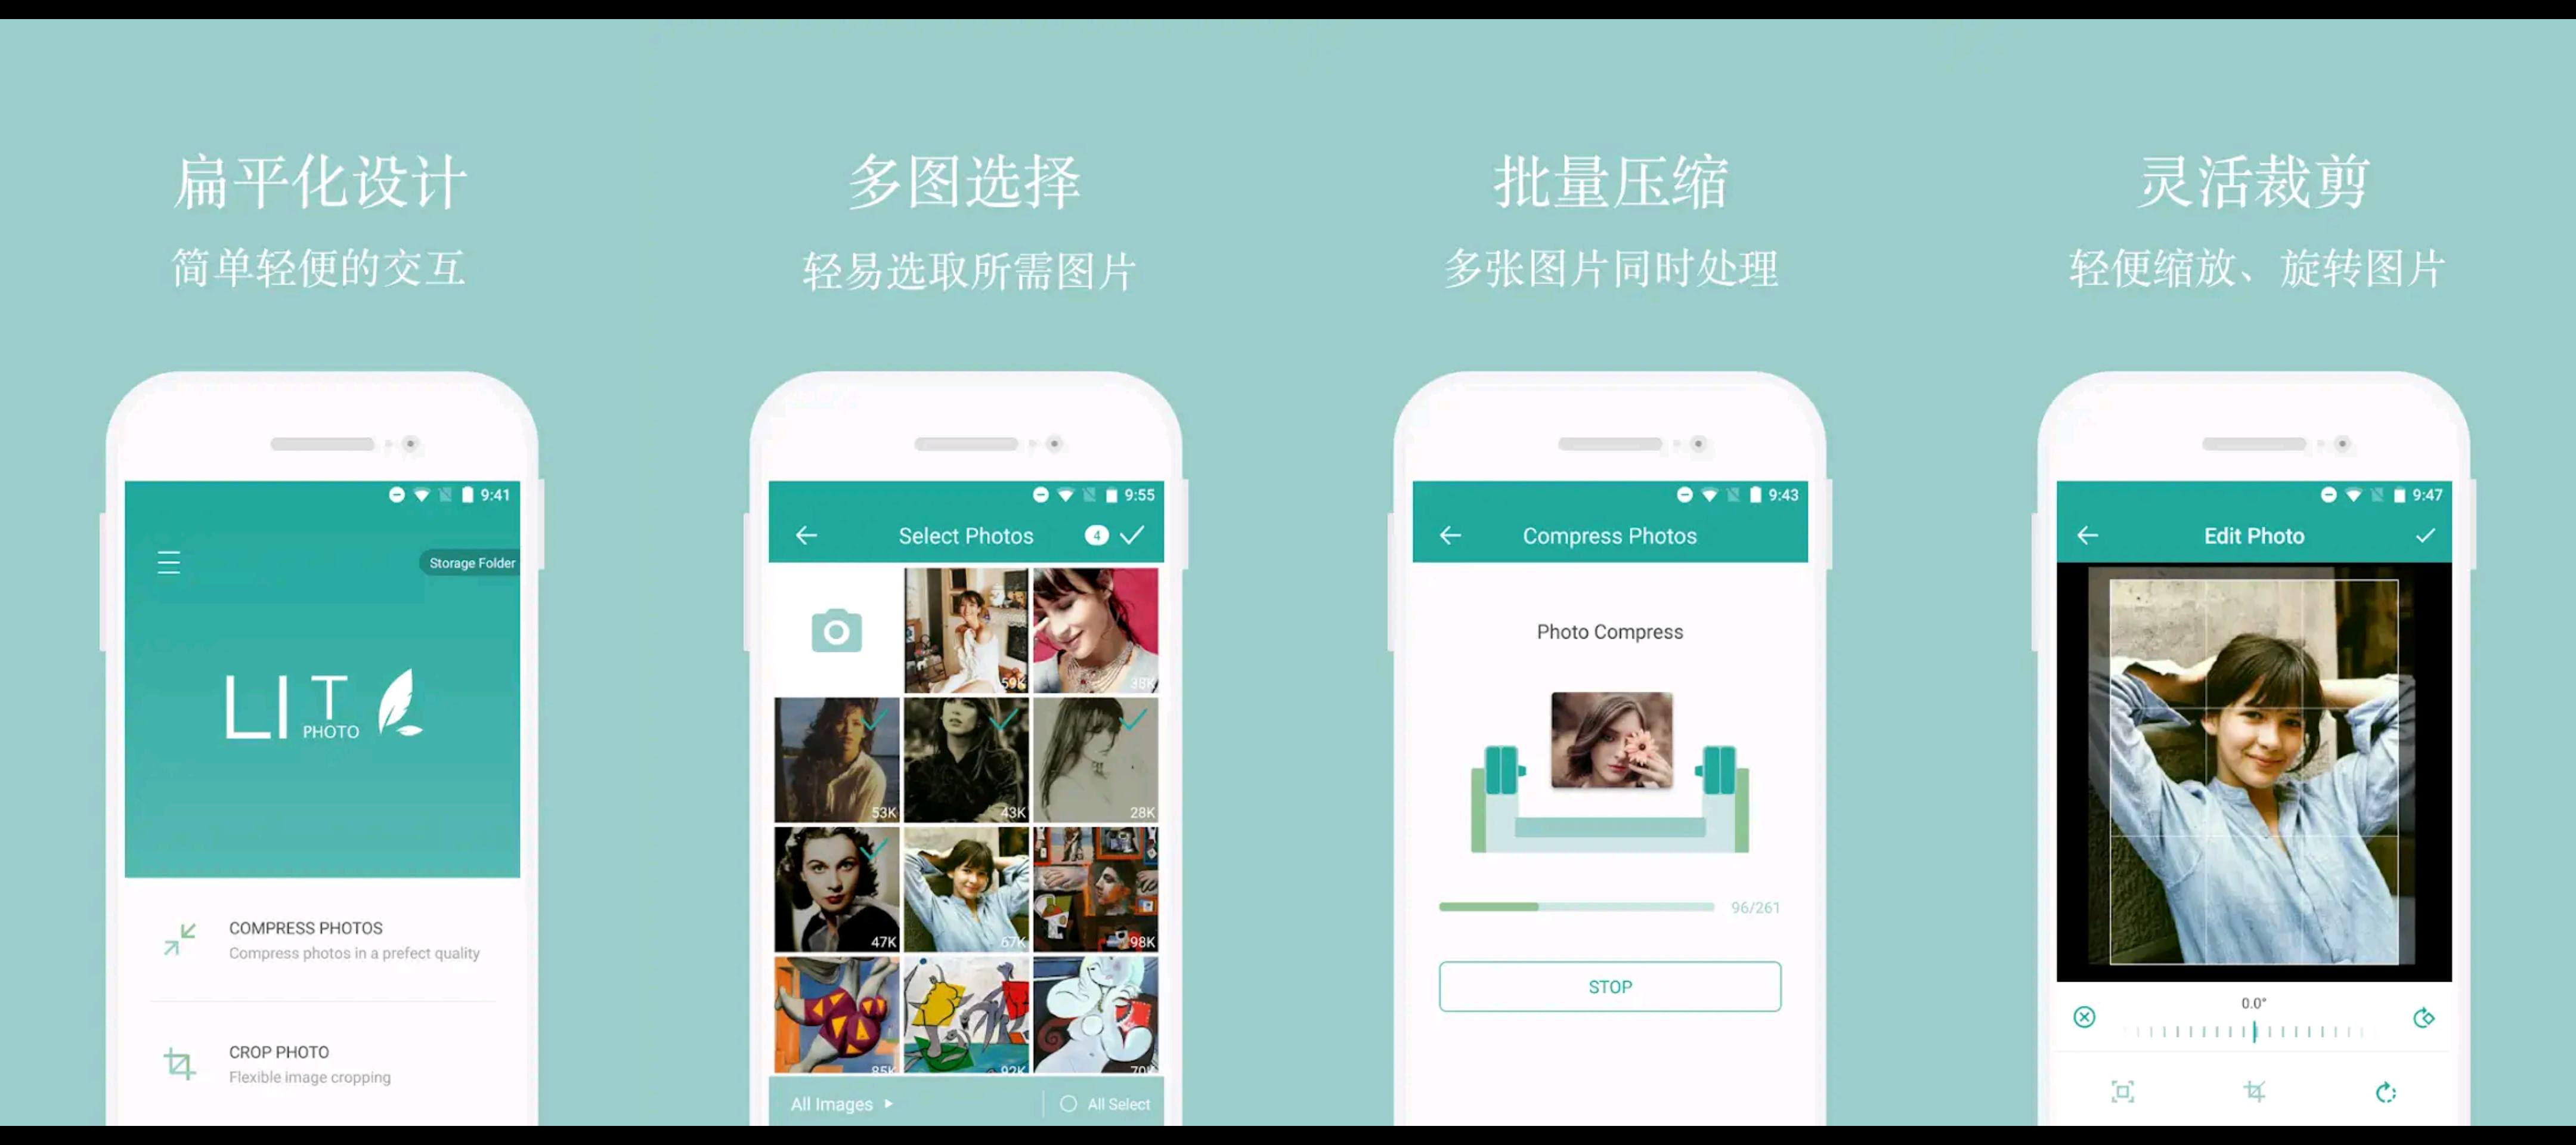 扁平化设计
简单轻便的交互
9:41
Storage Folder
LIT
PHOTO
COMPRESS PHOTOS
Compress photos in a prefect quality
CROP PHOTO
Flexible image cropping
多图选择
轻易选取所需图片
9:55
Select Photos 4
59K 38K
53K 43K 28K
47K 67K 98K
85K 92K 70K
All Images All Select
批量压缩
多张图片同时处理
9:43
Compress Photos
Photo Compress
96/261
STOP
灵活裁剪
轻便缩放、旋转图片
9:47
Edit Photo
0.0°